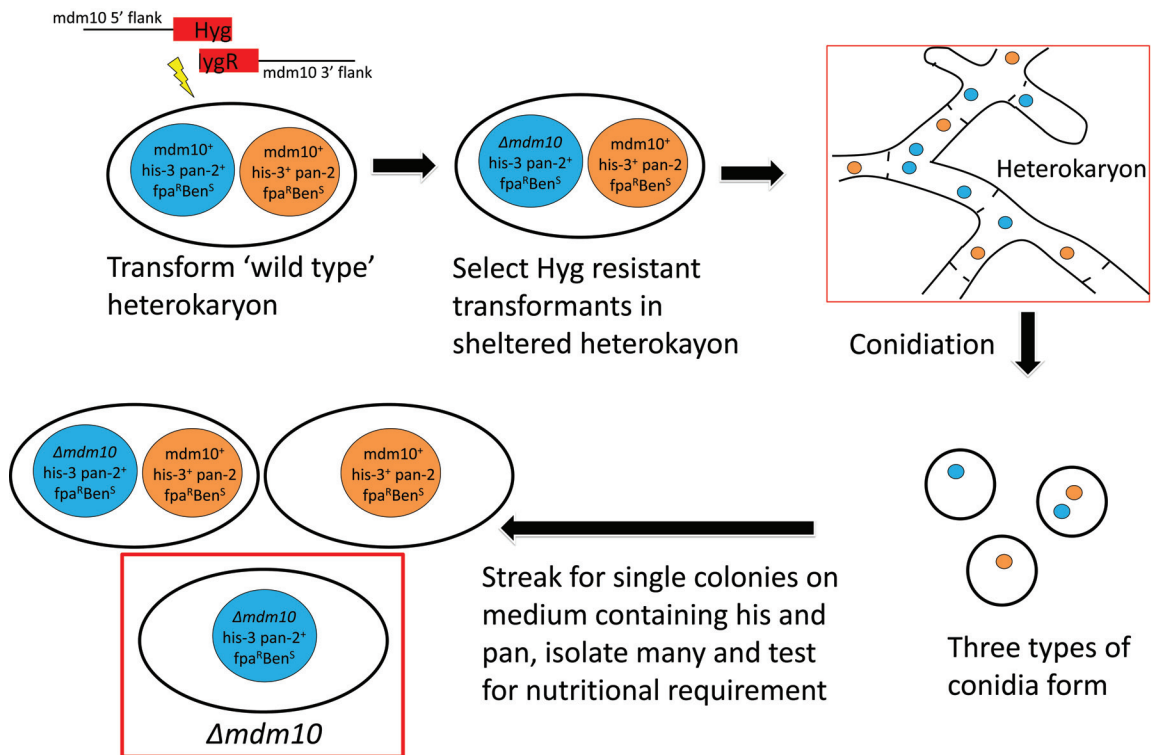 mdm10 5’ flank
Hyg
lygR
mdm10 3’ flank
mdm10⁺
his-3 pan-2⁺
fpaᴿBenˢ
mdm10⁺
his-3⁺ pan-2
fpaᴿBenˢ
Transform ‘wild type’
heterokaryon
Δmdm10
his-3 pan-2⁺
fpaᴿBenˢ
mdm10⁺
his-3⁺ pan-2
fpaᴿBenˢ
Select Hyg resistant
transformants in
sheltered heterokayon
Heterokaryon
Conidiation
Three types of
conidia form
Streak for single colonies on
medium containing his and
pan, isolate many and test
for nutritional requirement
Δmdm10
his-3 pan-2⁺
fpaᴿBenˢ
mdm10⁺
his-3⁺ pan-2
fpaᴿBenˢ
mdm10⁺
his-3⁺ pan-2
fpaᴿBenˢ
Δmdm10
his-3 pan-2⁺
fpaᴿBenˢ
Δmdm10